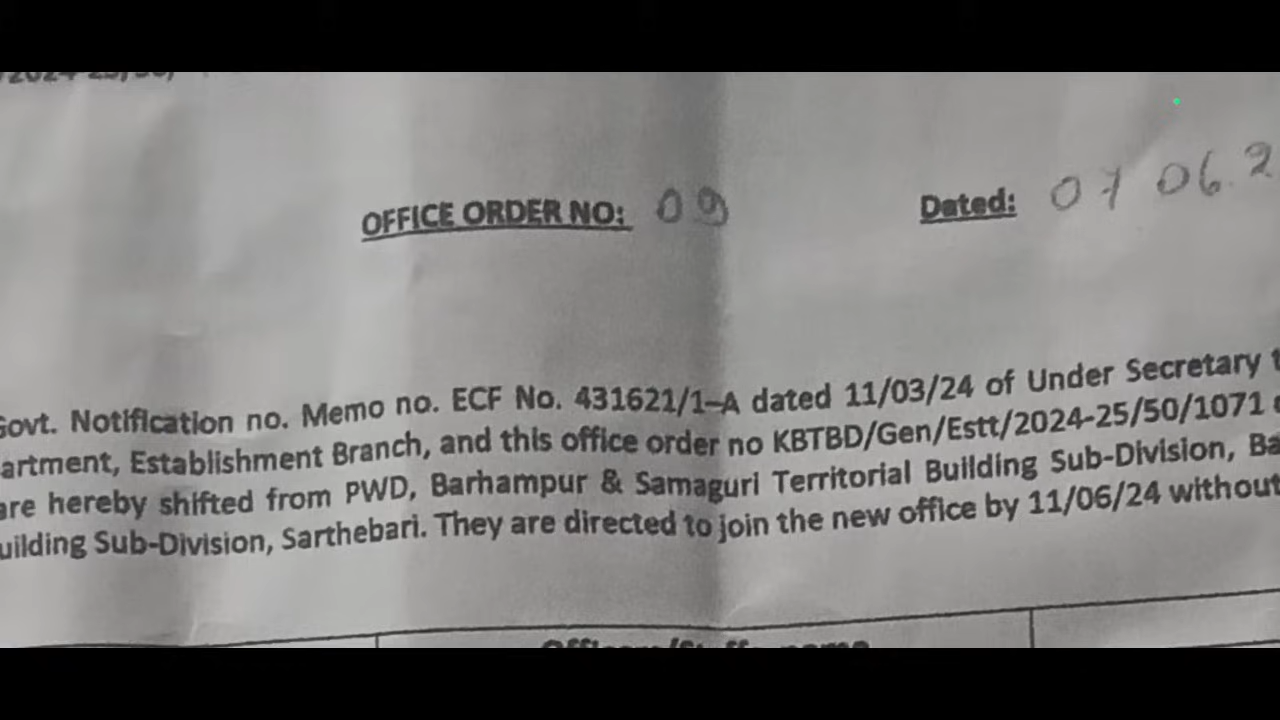 OFFICE ORDER NO: 09 Dated: 07 06.2
Govt. Notification no. Memo no. ECF No. 431621/1-A dated 11/03/24 of Under Secretary t
artment, Establishment Branch, and this office order no KBTBD/Gen/Estt/2024-25/50/1071
are hereby shifted from PWD, Barhampur & Samaguri Territorial Building Sub-Division, Ba
uilding Sub-Division, Sarthebari. They are directed to join the new office by 11/06/24 without